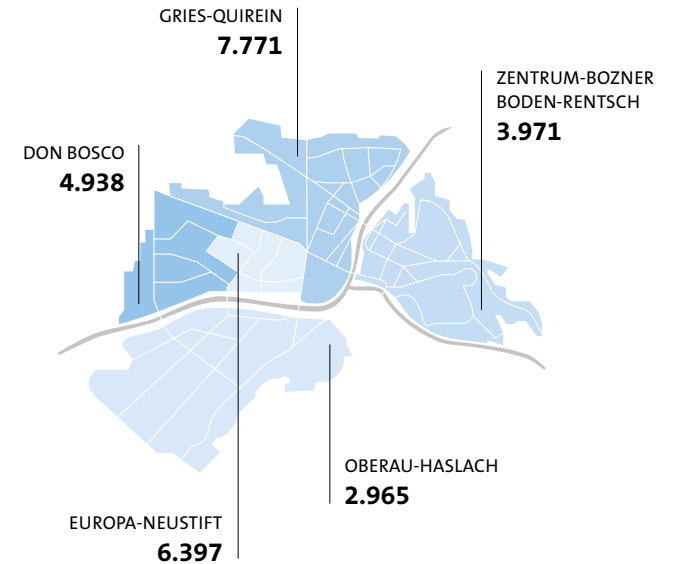 GRIES-QUIREIN
7.771
ZENTRUM-BOZNER
BODEN-RENTSCH
3.971
DON BOSCO
4.938
OBERAU-HASLACH
2.965
EUROPA-NEUSTIFT
6.397